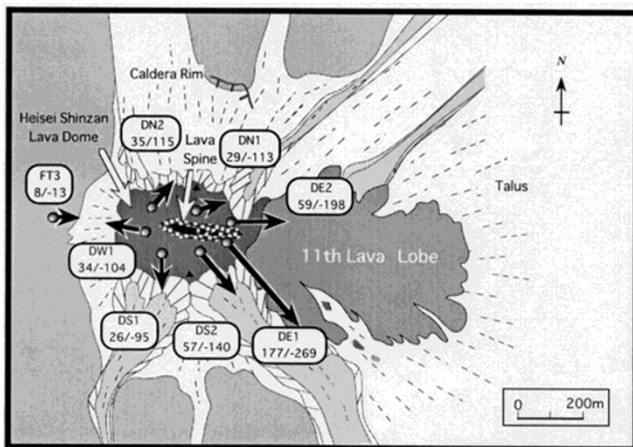 N
Caldera Rim
Heisei Shinzan
Lava Dome
DN2
35/115
Lava
Spine
DN1
29/-113
FT3
8/-13
DE2
59/-198
Talus
DW1
34/-104
11th Lava Lobe
DS1
26/-95
DS2
57/-140
DE1
177/-269
0 200m